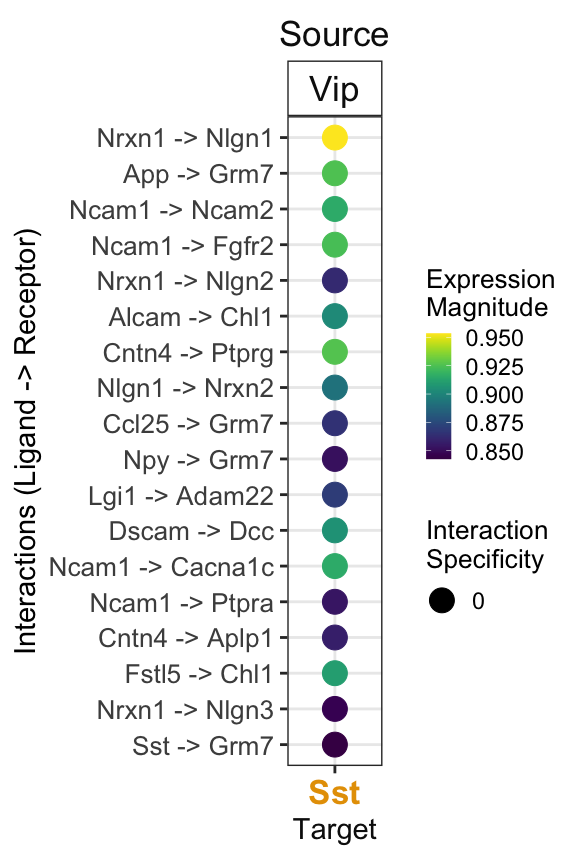 Source
Vip
Interactions (Ligand -> Receptor)
Nrxn1 -> Nlgn1
App -> Grm7
Ncam1 -> Ncam2
Ncam1 -> Fgfr2
Nrxn1 -> Nlgn2
Alcam -> Chl1
Cntn4 -> Ptprg
Nlgn1 -> Nrxn2
Ccl25 -> Grm7
Npy -> Grm7
Lgi1 -> Adam22
Dscam -> Dcc
Ncam1 -> Cacna1c
Ncam1 -> Ptpra
Cntn4 -> Aplp1
Fstl5 -> Chl1
Nrxn1 -> Nlgn3
Sst -> Grm7
Sst
Target
Expression
Magnitude
0.950
0.925
0.900
0.875
0.850
Interaction
Specificity
0